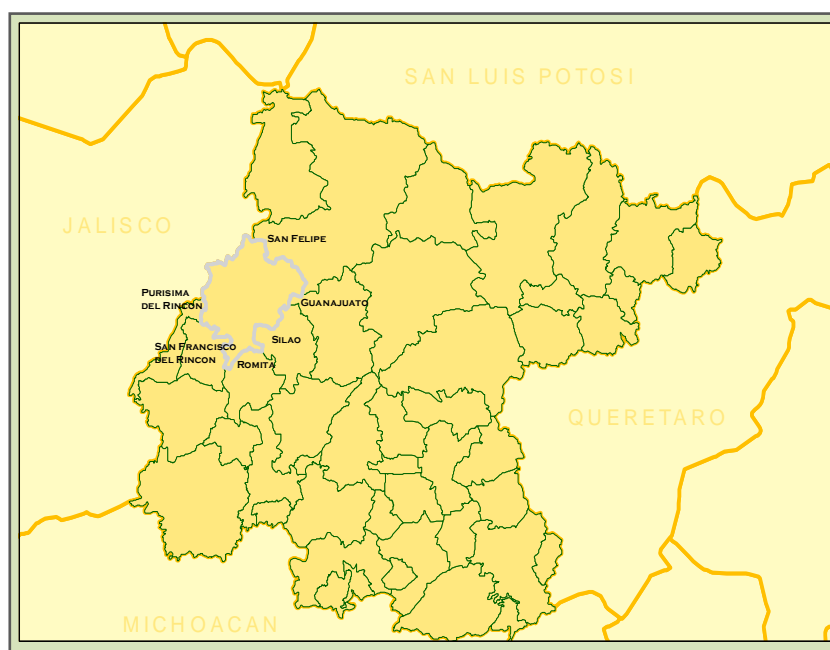 SAN LUIS POTOSI
JALISCO
SAN FELIPE
PURISIMA
DEL RINCON
GUANAJUATO
SAN FRANCISCO
DEL RINCON
SILAO
ROMITA
QUERETARO
MICHOACAN